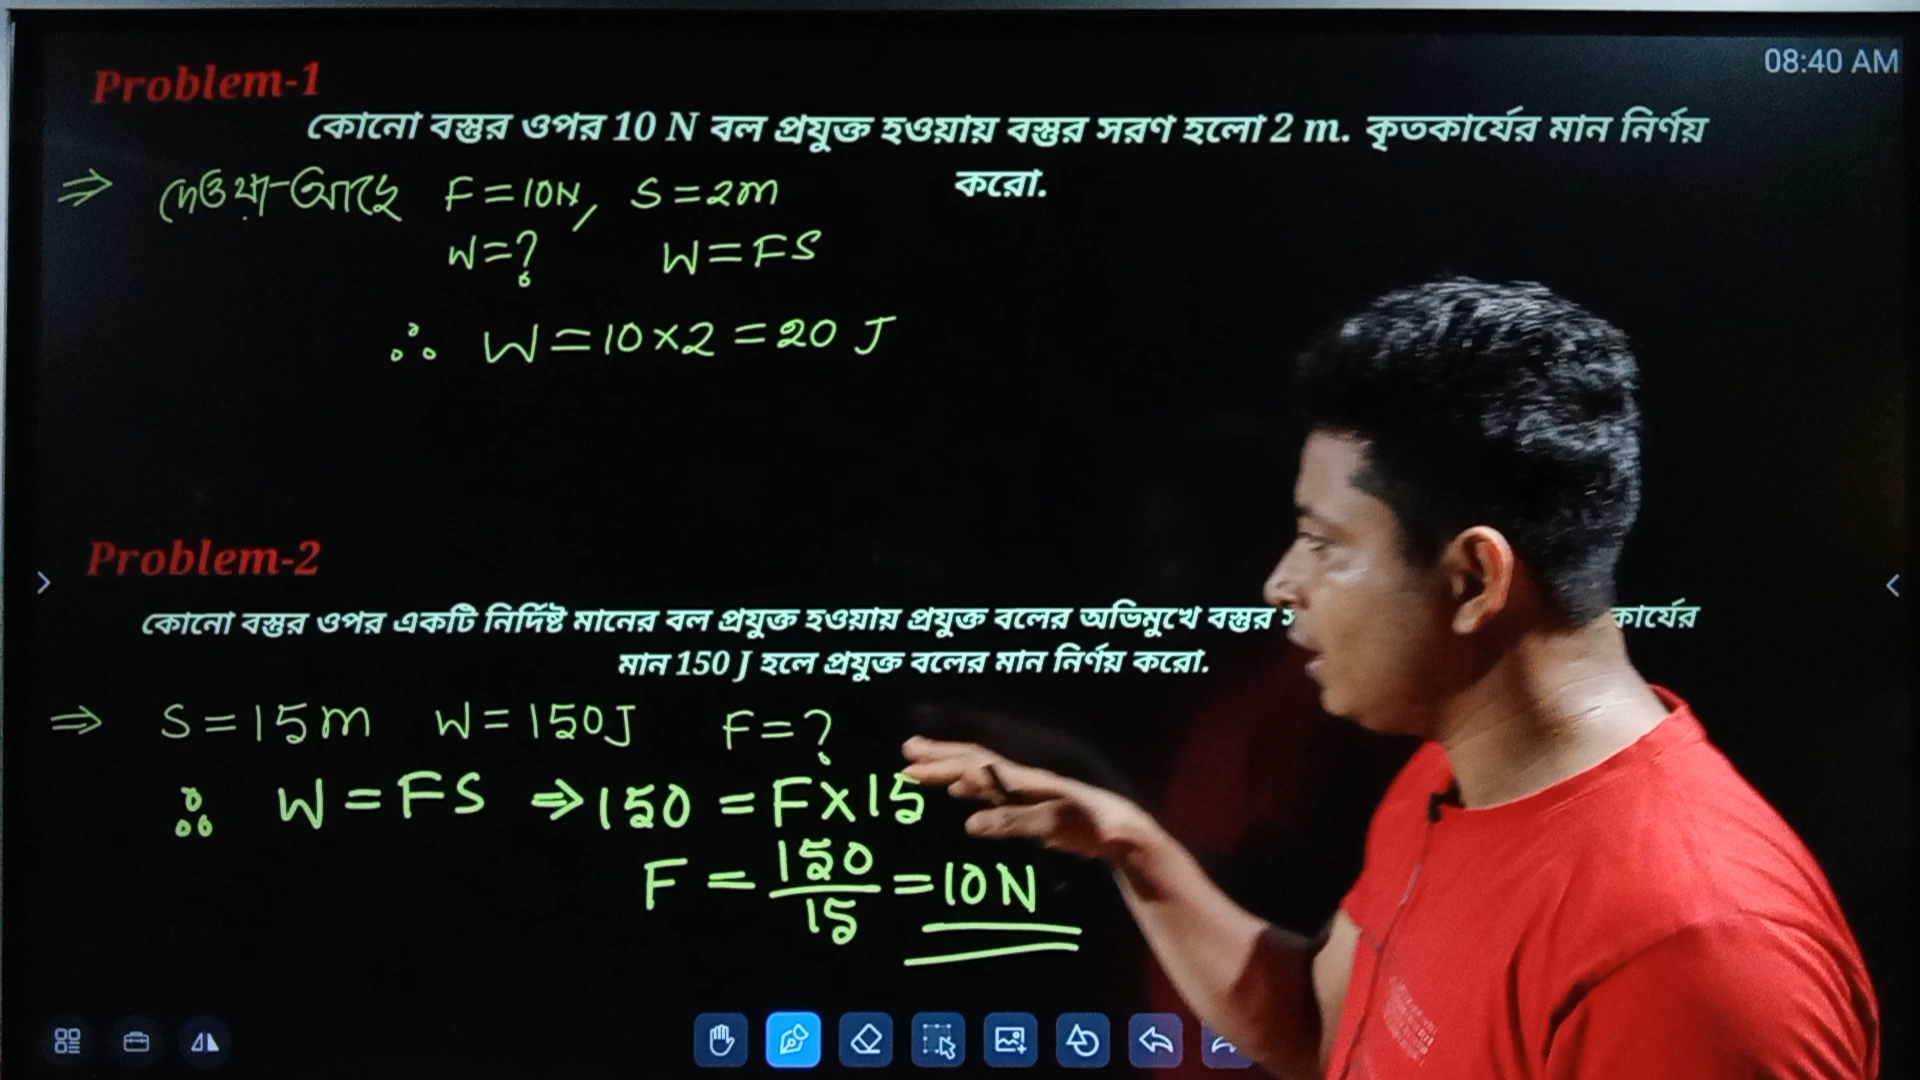 08:40 AM
Problem-1
কোনো বস্তুর ওপর 10 N বল প্রযুক্ত হওয়ায় বস্তুর সরণ হলো 2 m. কৃতকার্যের মান নির্ণয়
করো.
⇒ দেওয়া আছে F = 10N, S = 2m
W = ? W = FS
∴ W = 10 × 2 = 20 J
Problem-2
কোনো বস্তুর ওপর একটি নির্দিষ্ট মানের বল প্রযুক্ত হওয়ায় প্রযুক্ত বলের অভিমুখে বস্তুর কার্যের
মান 150 J হলে প্রযুক্ত বলের মান নির্ণয় করো.
⇒ S = 15m W = 150J F = ?
∴ W = FS ⇒ 150 = F×15
F = 150/15 = 10N